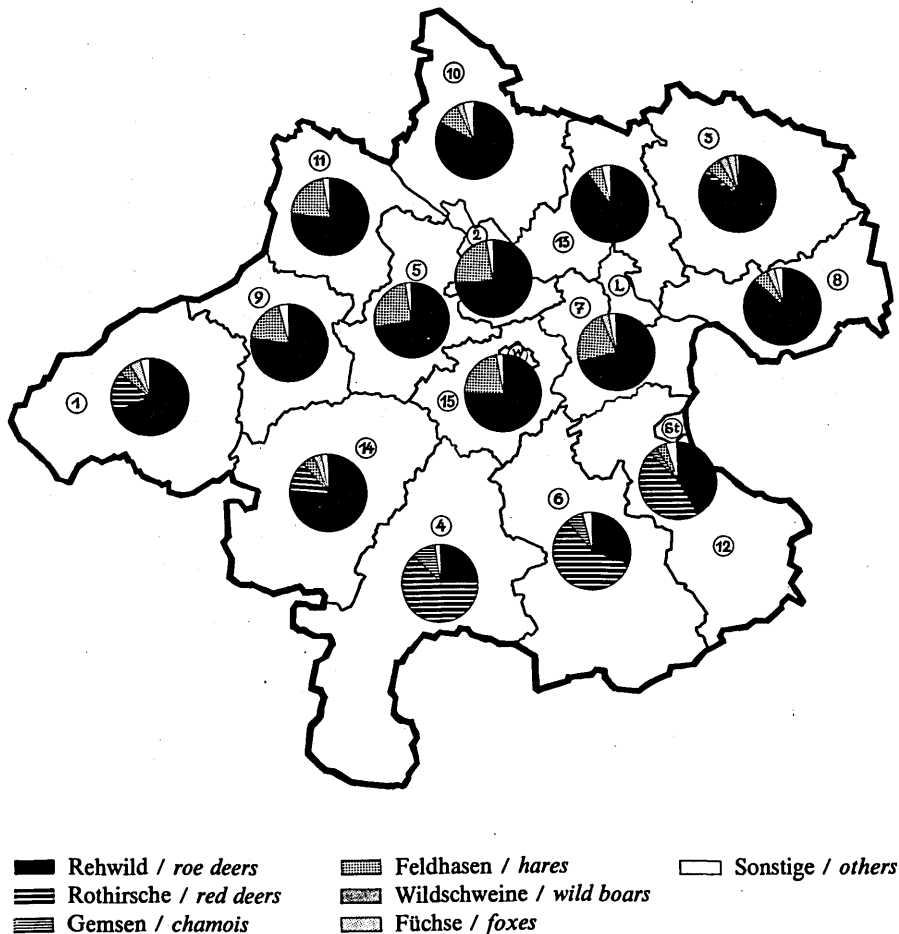 10
3
11
2
13
5
8
9
7
L
W
1
15
St
14
6
4
12
Rehwild / roe deers
Feldhasen / hares
Sonstige / others
Rothirsche / red deers
Wildschweine / wild boars
Gemsen / chamois
Füchse / foxes